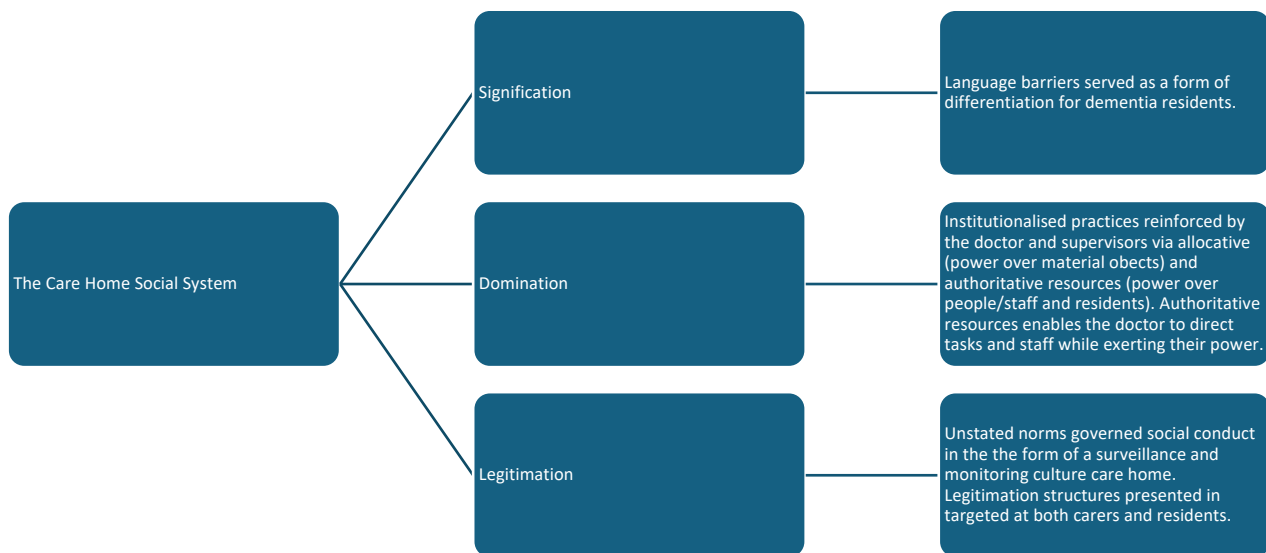 Signification
Language barriers served as a form of
differentiation for dementia residents.
The Care Home Social System
Domination
Institutionalised practices reinforced by
the doctor and supervisors via allocative
(power over material obects) and
authoritative resources (power over
people/staff and residents). Authoritative
resources enables the doctor to direct
tasks and staff while exerting their power.
Legitimation
Unstated norms governed social conduct
in the the form of a surveillance and
monitoring culture care home.
Legitimation structures presented in
targeted at both carers and residents.